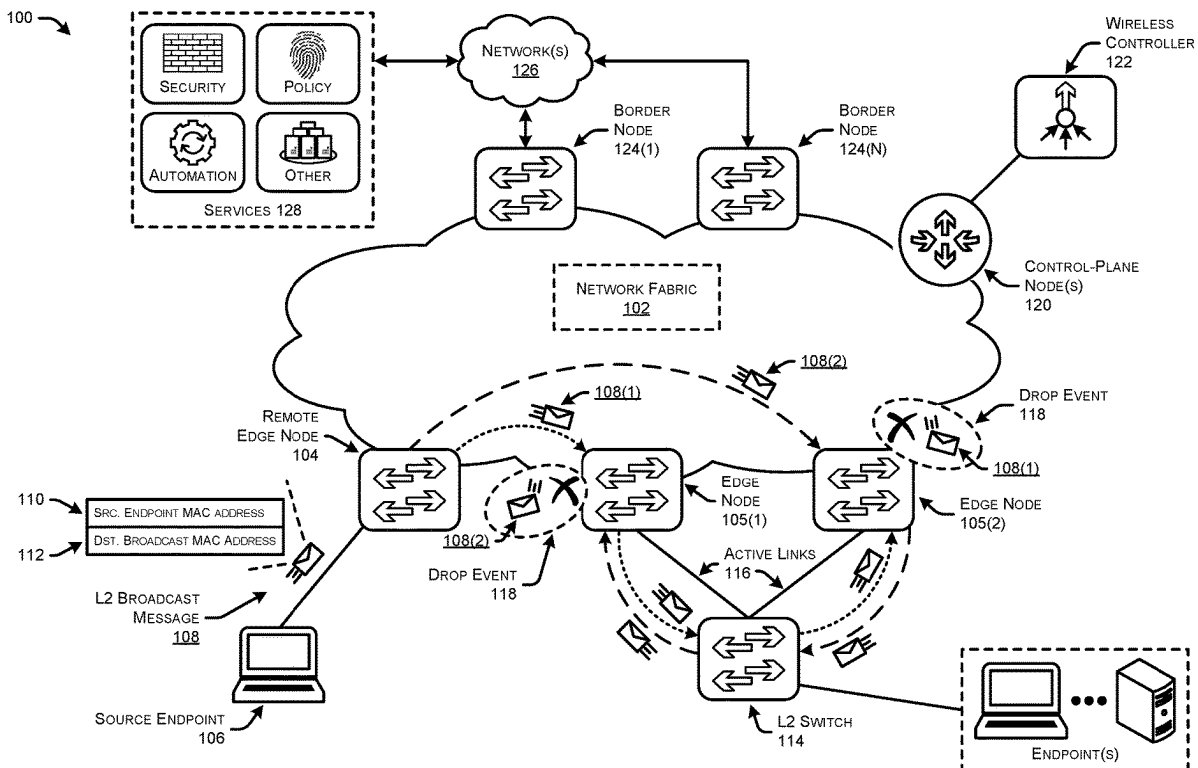 100
SECURITY
POLICY
AUTOMATION
OTHER
SERVICES 128
NETWORK(S)
126
BORDER
NODE
124(1)
BORDER
NODE
124(N)
WIRELESS
CONTROLLER
122
CONTROL-PLANE
NODE(S)
120
NETWORK FABRIC
102
108(2)
108(1)
DROP EVENT
118
108(1)
REMOTE
EDGE NODE
104
EDGE
NODE
105(1)
EDGE NODE
105(2)
110
SRC. ENDPOINT MAC ADDRESS
112
DST. BROADCAST MAC ADDRESS
108(2)
DROP EVENT
118
ACTIVE LINKS
116
L2 BROADCAST
MESSAGE
108
SOURCE ENDPOINT
106
L2 SWITCH
114
ENDPOINT(S)